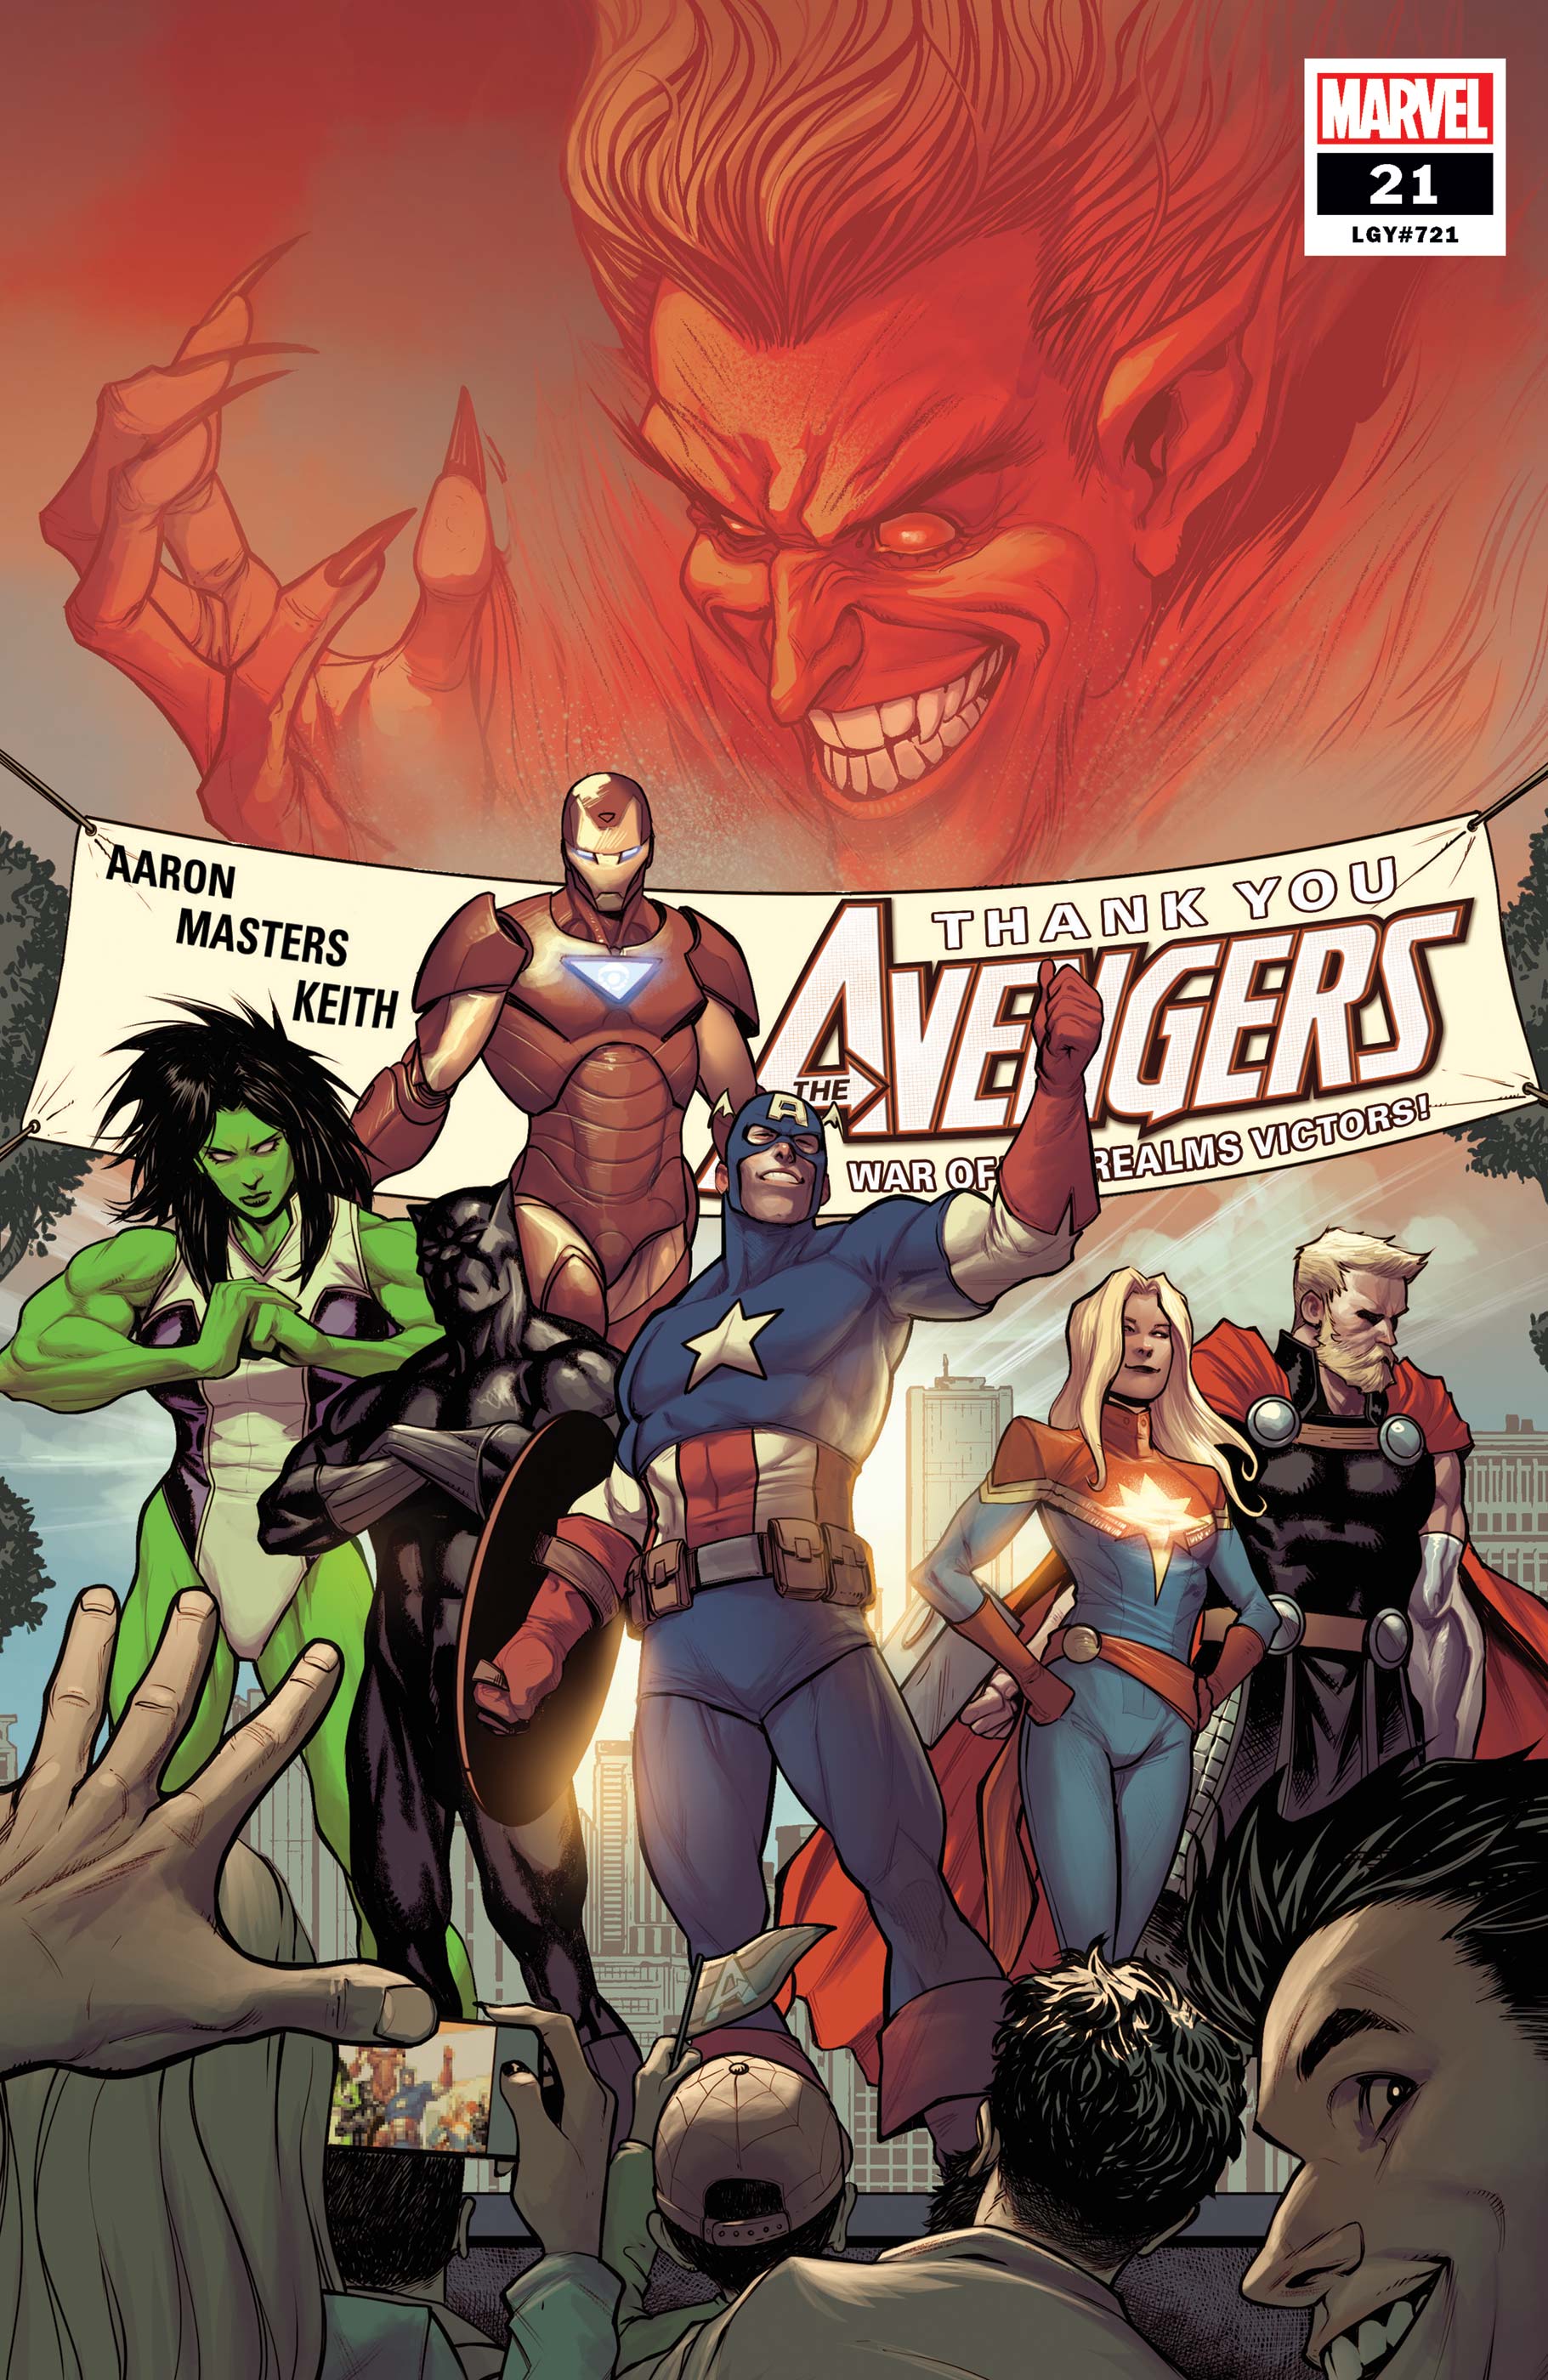 MARVEL
21
LGY#721
AARON
MASTERS
KEITH
THANK YOU
THE AVENGERS
WAR OF REALMS VICTORS!
A
A